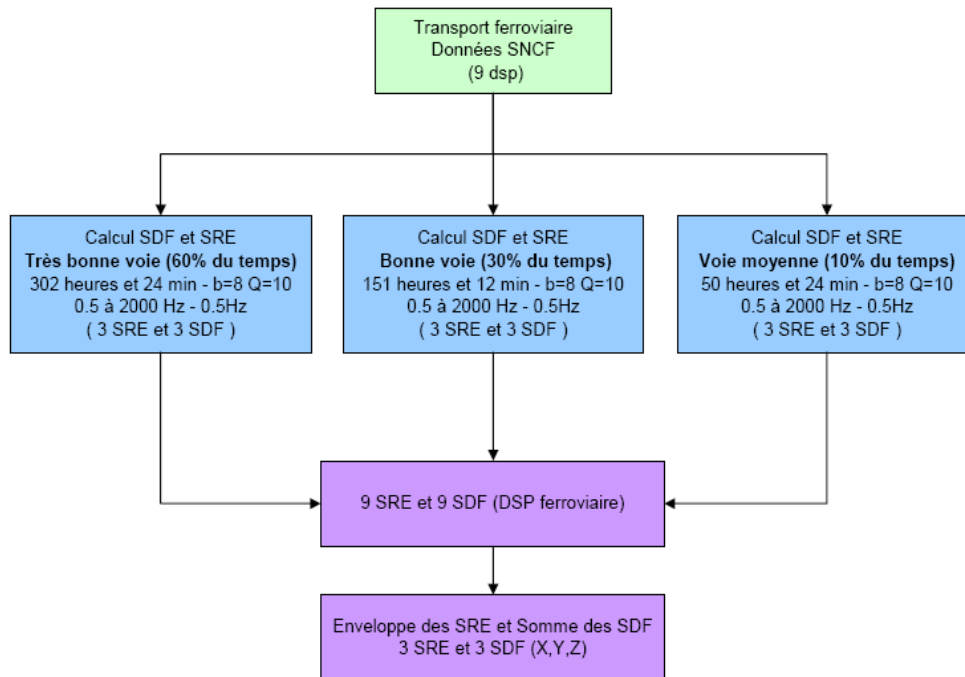 Transport ferroviaire
Données SNCF
(9 dsp)
Calcul SDF et SRE
Très bonne voie (60% du temps)
302 heures et 24 min - b=8 Q=10
0.5 à 2000 Hz - 0.5Hz
( 3 SRE et 3 SDF )
Calcul SDF et SRE
Bonne voie (30% du temps)
151 heures et 12 min - b=8 Q=10
0.5 à 2000 Hz - 0.5Hz
( 3 SRE et 3 SDF )
Calcul SDF et SRE
Voie moyenne (10% du temps)
50 heures et 24 min - b=8 Q=10
0.5 à 2000 Hz - 0.5Hz
( 3 SRE et 3 SDF )
9 SRE et 9 SDF (DSP ferroviaire)
Enveloppe des SRE et Somme des SDF
3 SRE et 3 SDF (X,Y,Z)